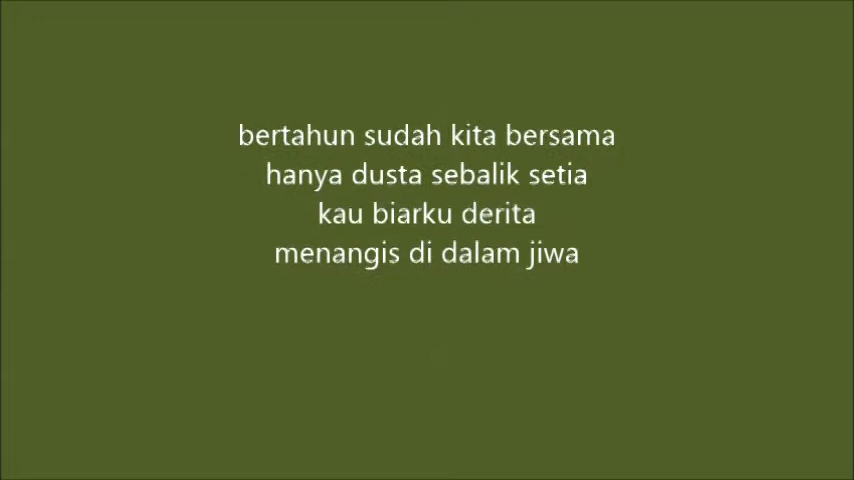 bertahun sudah kita bersama
hanya dusta sebalik setia
kau biarku derita
menangis di dalam jiwa